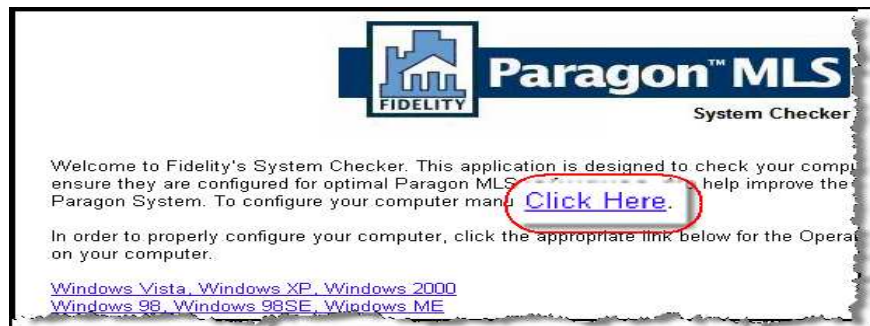 FIDELITY
Paragon™ MLS
System Checker
Welcome to Fidelity's System Checker. This application is designed to check your
ensure they are configured for optimal Paragon MLS help improve the
Paragon System. To configure your computer Click Here.
In order to properly configure your computer, click the appropriate link below for the
on your computer.
Windows Vista, Windows XP, Windows 2000
Windows 98, Windows 98SE, Windows ME